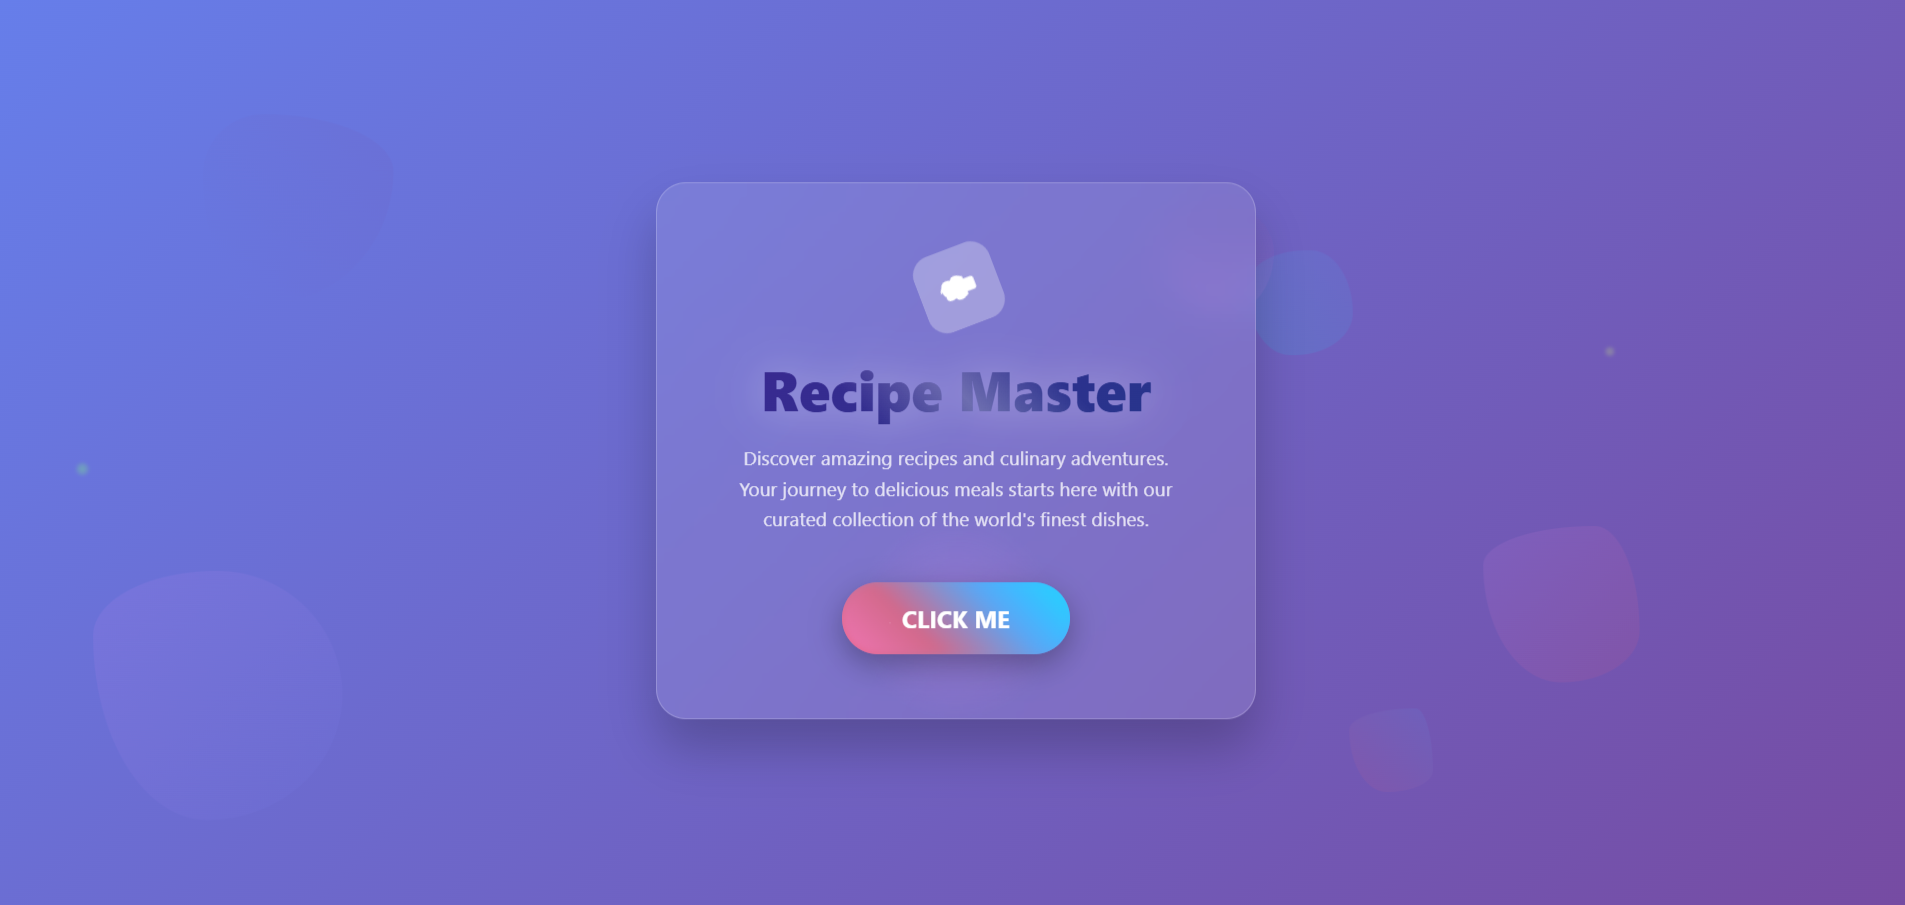 Recipe Master
Discover amazing recipes and culinary adventures.
Your journey to delicious meals starts here with our
curated collection of the world's finest dishes.
CLICK ME